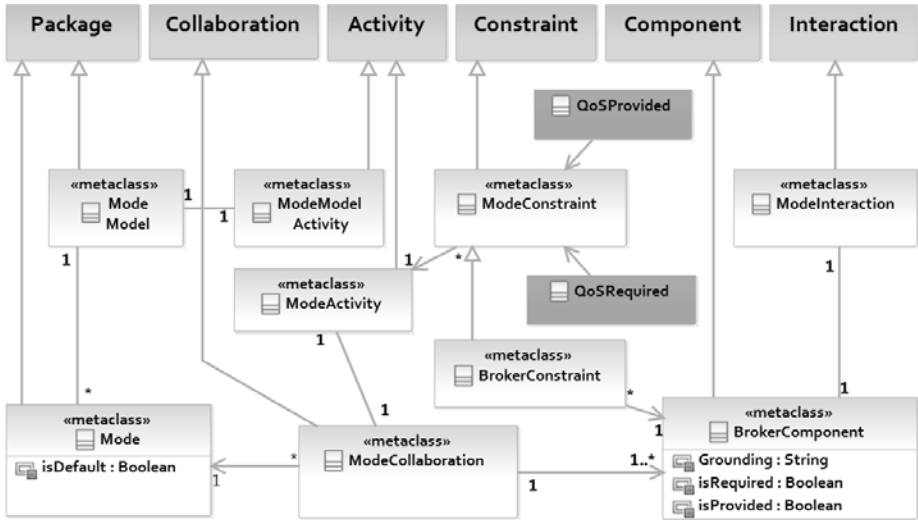 Package
Collaboration
Activity
Constraint
Component
Interaction
QoSProvided
«metaclass»
Mode
Model
1
1
«metaclass»
ModeModel
Activity
«metaclass»
ModeConstraint
«metaclass»
ModeInteraction
1
«metaclass»
ModeActivity
1
*
QoSRequired
1
1
«metaclass»
BrokerConstraint
*
1
1
*
1
«metaclass»
Mode
isDefault : Boolean
1
*
«metaclass»
ModeCollaboration
1
1..*
«metaclass»
BrokerComponent
Grounding : String
isRequired : Boolean
isProvided : Boolean